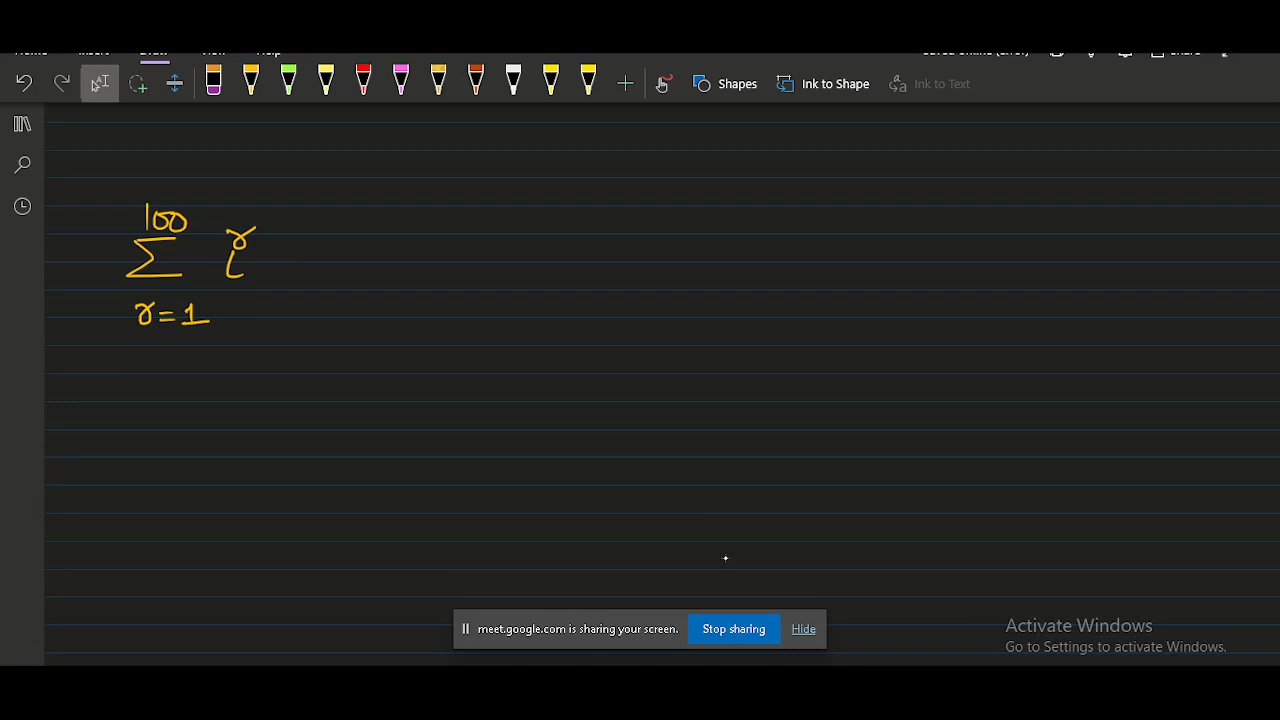 Shapes Ink to Shape Ink to Text
100
∑ i^r
r=1
meet.google.com is sharing your screen. Stop sharing Hide
Activate Windows
Go to Settings to activate Windows.